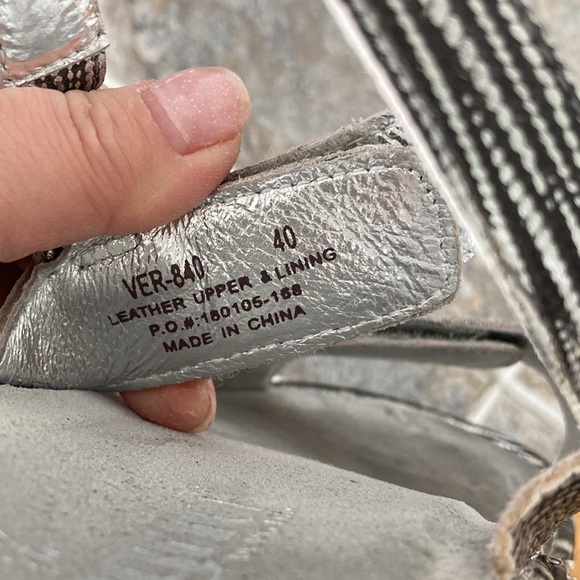 VER-840 40
LEATHER UPPER & LINING
P.O.#:180105-168
MADE IN CHINA